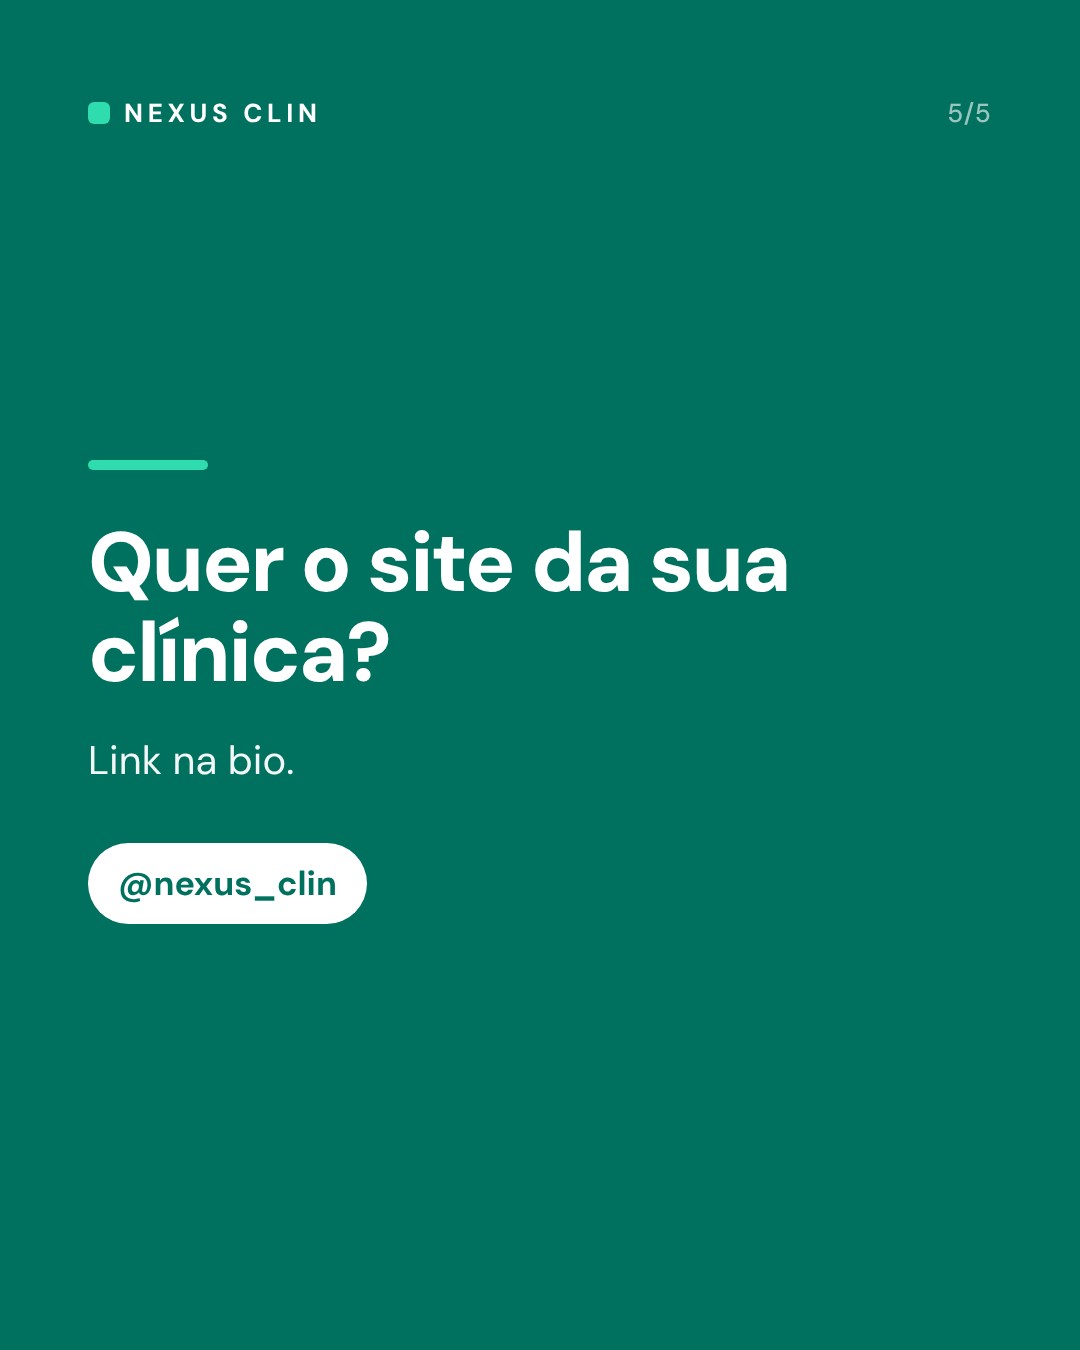 NEXUS CLIN
5/5
Quer o site da sua
clínica?
Link na bio.
@nexus_clin